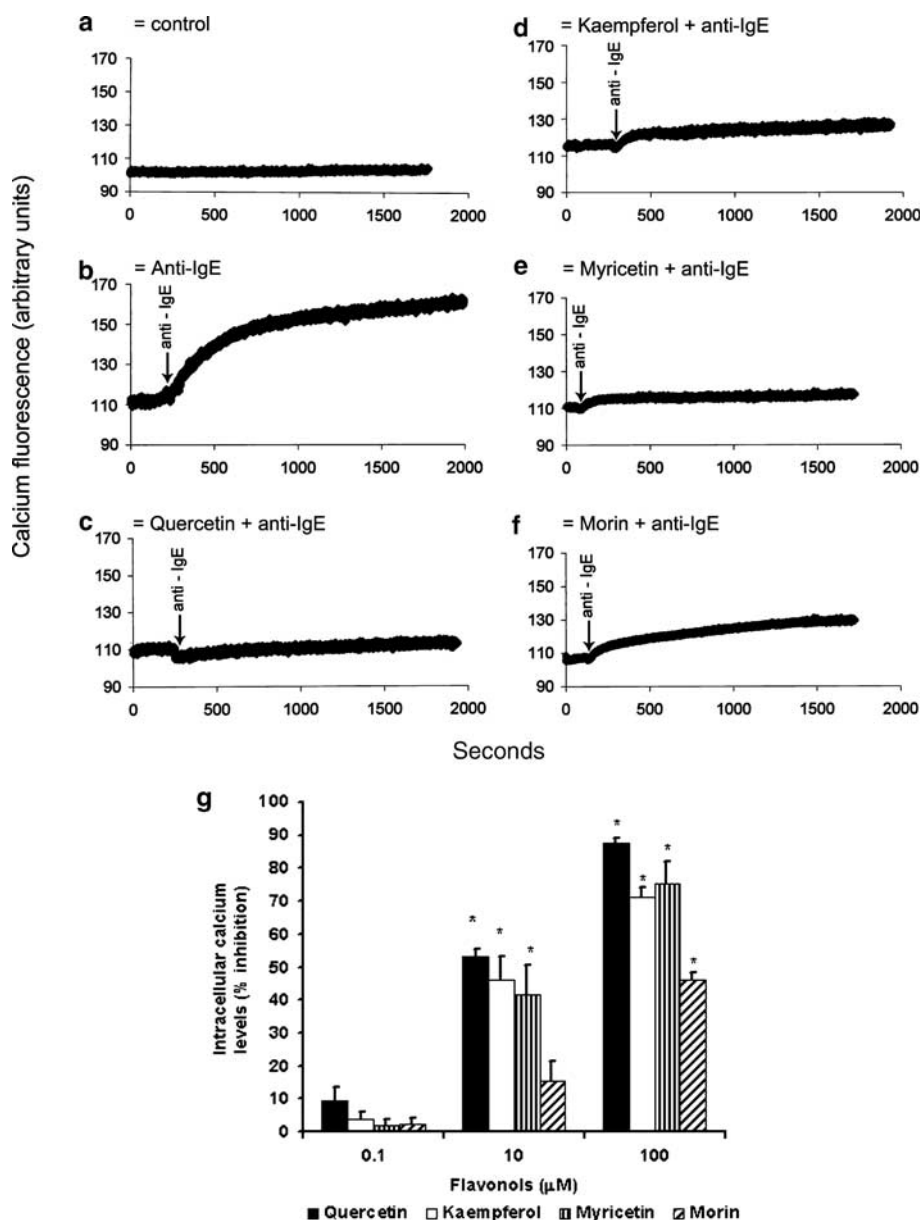 a = control
170
150
130
110
90
0 500 1000 1500 2000
b = Anti-IgE
anti - IgE
170
150
130
110
90
0 500 1000 1500 2000
c = Quercetin + anti-IgE
anti - IgE
170
150
130
110
90
0 500 1000 1500 2000
d = Kaempferol + anti-IgE
anti - IgE
170
150
130
110
90
0 500 1000 1500 2000
e = Myricetin + anti-IgE
anti - IgE
170
150
130
110
90
0 500 1000 1500 2000
f = Morin + anti-IgE
anti - IgE
170
150
130
110
90
0 500 1000 1500 2000
Calcium fluorescence (arbitrary units)
Seconds
g
Intracellular calcium
levels (% inhibition)
100
90
80
70
60
50
40
30
20
10
0
* * *
* * * *
0.1 10 100
Flavonols (μM)
Quercetin Kaempferol Myricetin Morin